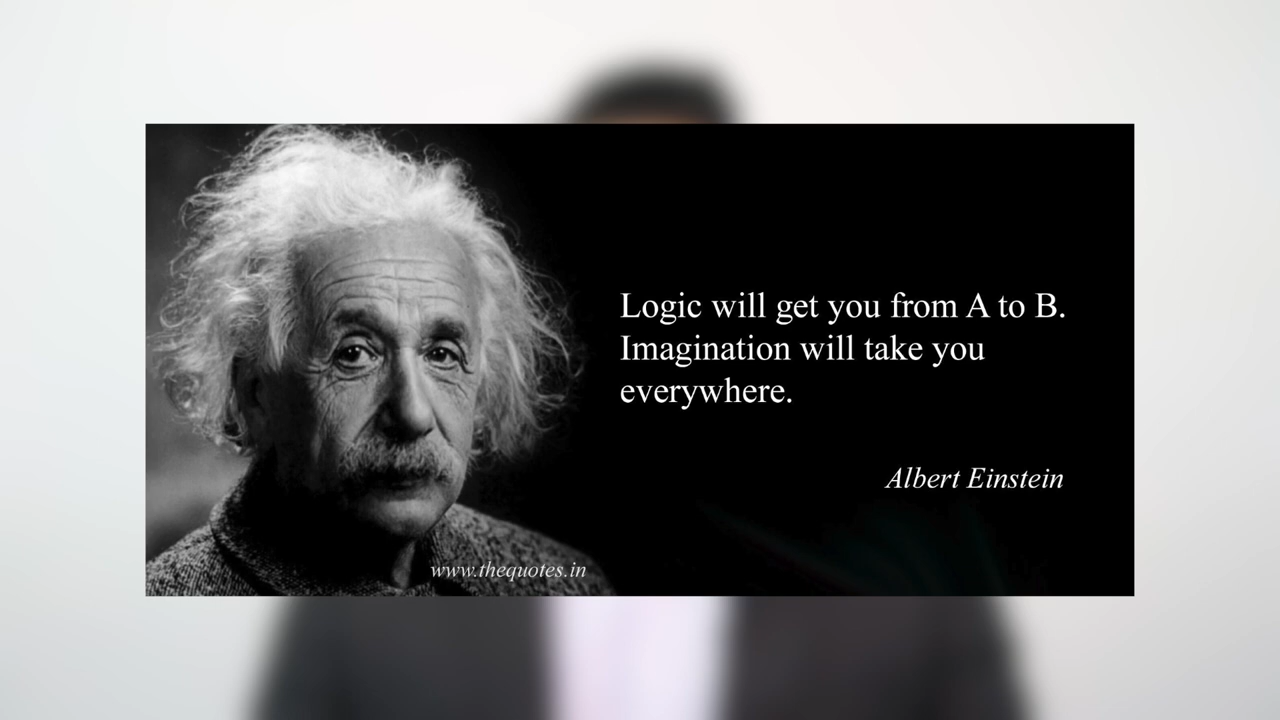 Logic will get you from A to B.
Imagination will take you
everywhere.
Albert Einstein
www.thequotes.in